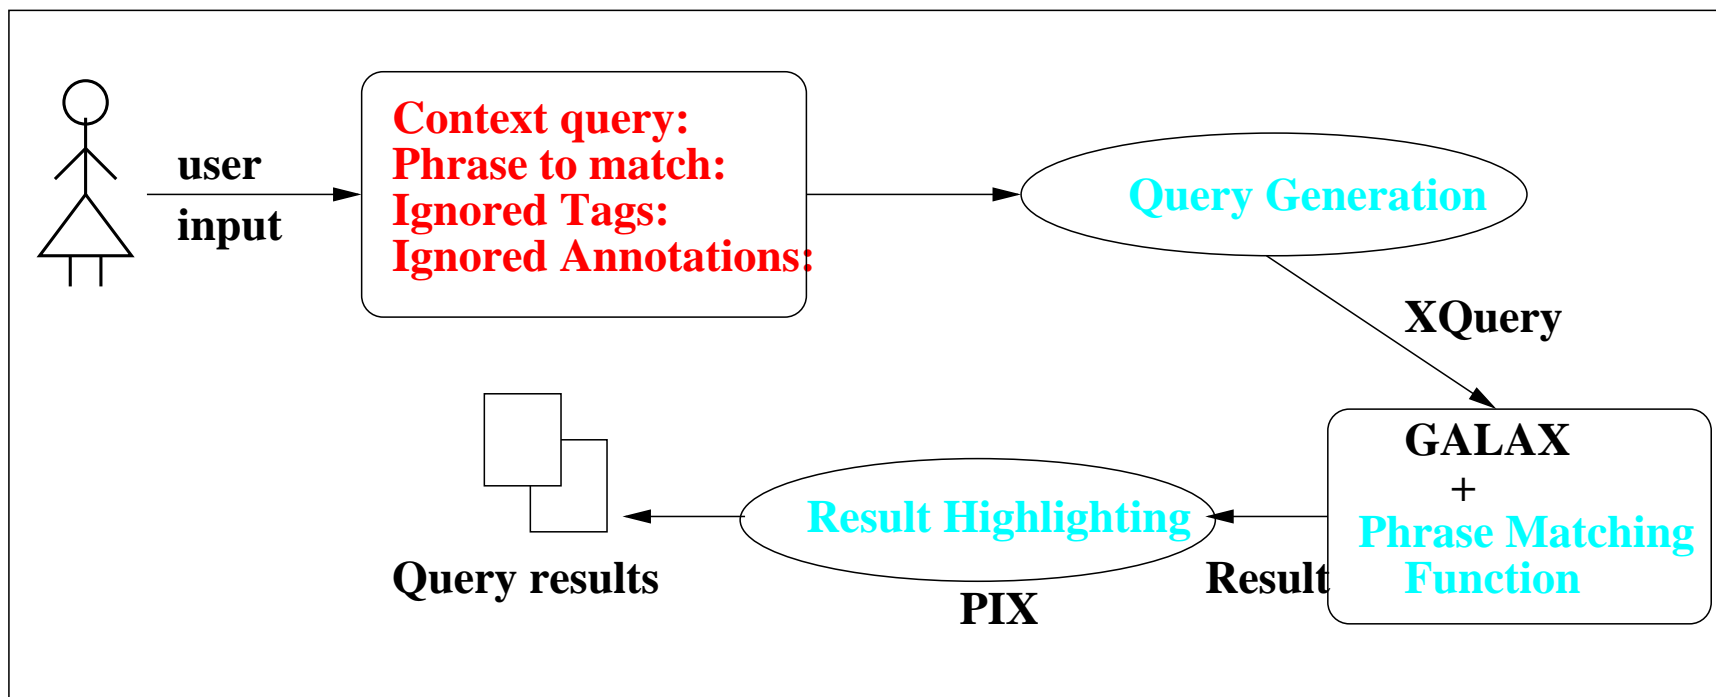 user
input
Context query:
Phrase to match:
Ignored Tags:
Ignored Annotations:
Query Generation
XQuery
GALAX
+
Phrase Matching
Function
Result
Result Highlighting
PIX
Query results